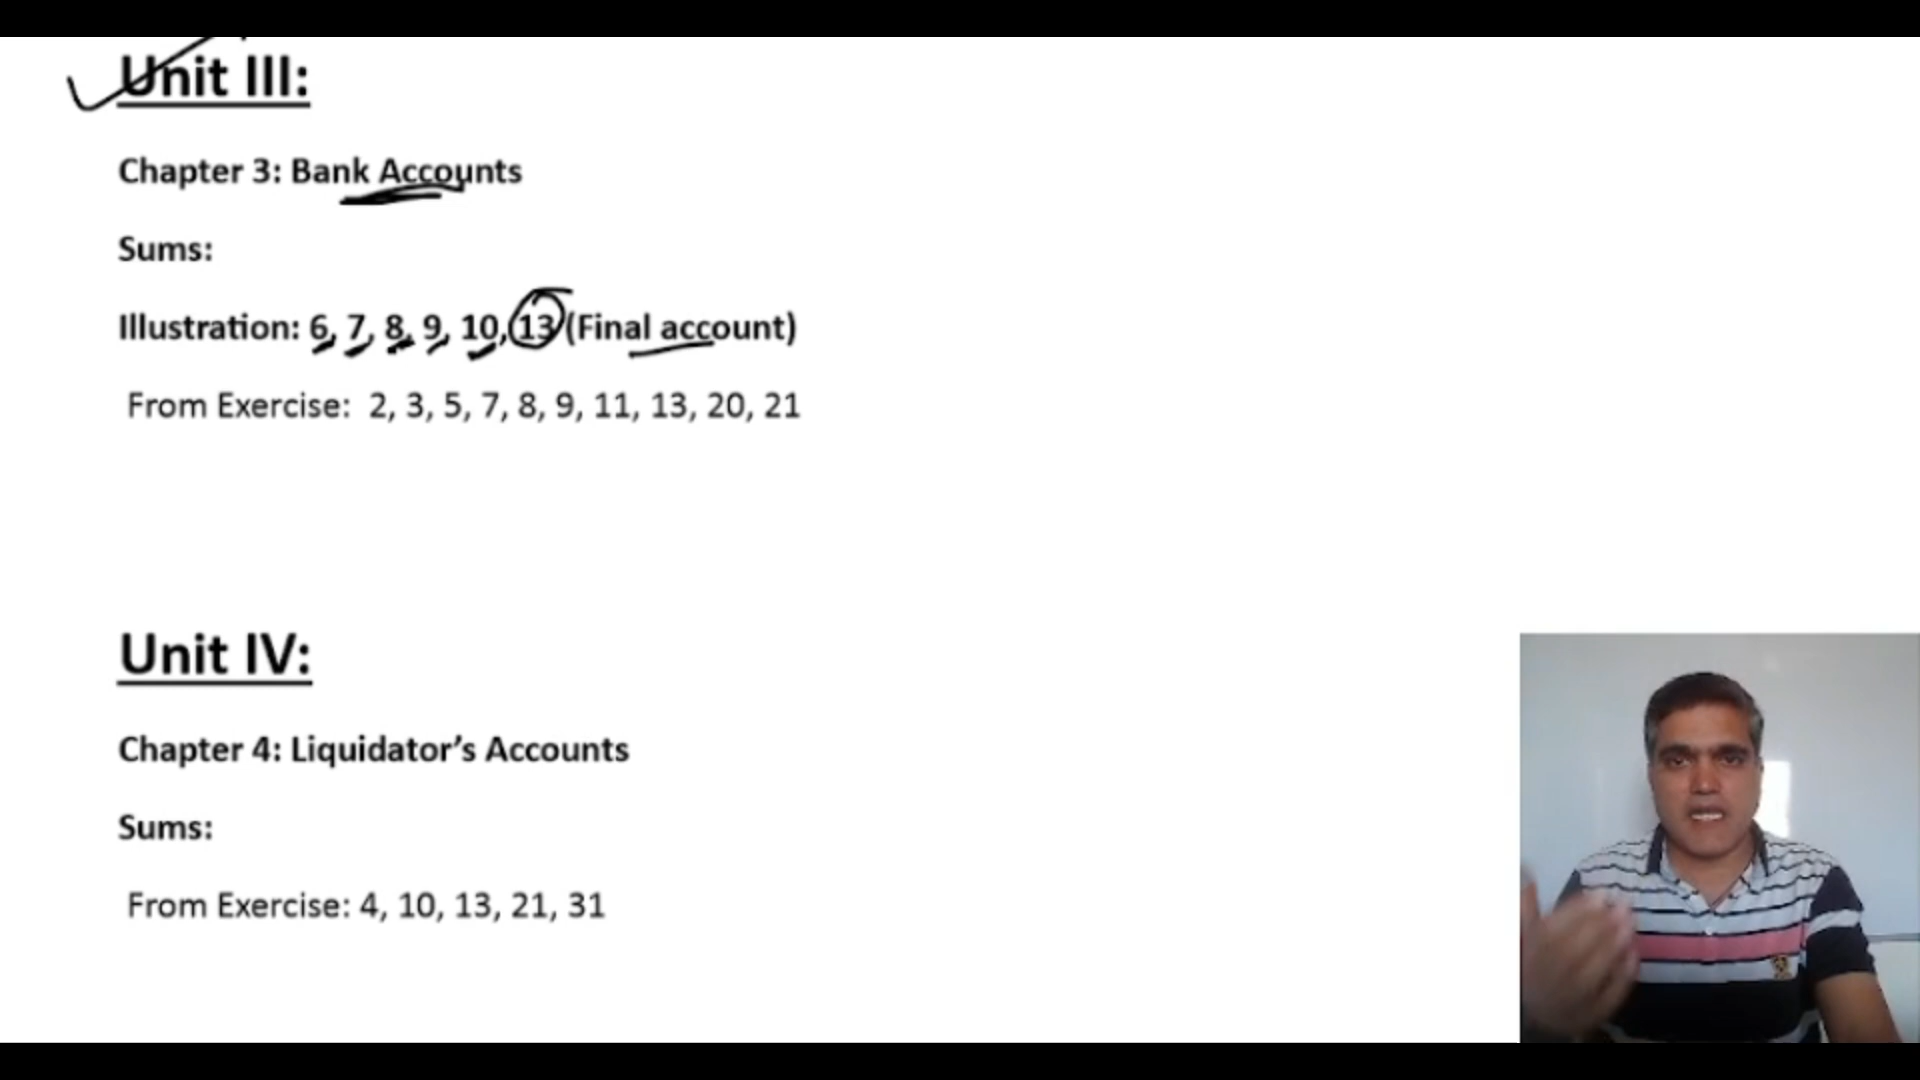 Unit III:
Chapter 3: Bank Accounts
Sums:
Illustration: 6, 7, 8, 9, 10, 13 (Final account)
From Exercise: 2, 3, 5, 7, 8, 9, 11, 13, 20, 21
Unit IV:
Chapter 4: Liquidator’s Accounts
Sums:
From Exercise: 4, 10, 13, 21, 31